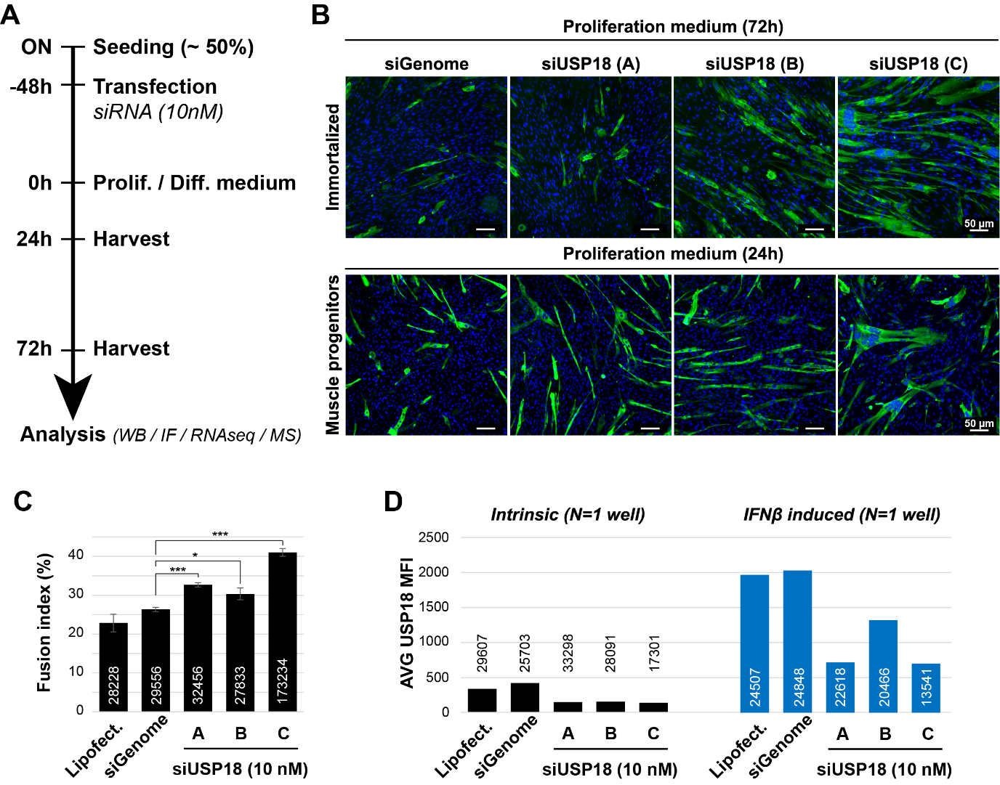 A
ON Seeding (~ 50%)
-48h Transfection
siRNA (10nM)
0h Prolif. / Diff. medium
24h Harvest
72h Harvest
Analysis (WB / IF / RNAseq / MS)
B
Proliferation medium (72h)
siGenome siUSP18 (A) siUSP18 (B) siUSP18 (C)
Immortalized
50 µm
Proliferation medium (24h)
Muscle progenitors
50 µm
C
Fusion index (%)
40
30
20
10
0
***
*
***
28228 29556 32456 27833 173234
Lipofect. siGenome A B C
siUSP18 (10 nM)
D
Intrinsic (N=1 well) IFNβ induced (N=1 well)
AVG USP18 MFI
2500
2000
1500
1000
500
0
29607 25703 33298 28091 17301
24507 24848 22618 20466 13541
Lipofect. siGenome A B C Lipofect. siGenome A B C
siUSP18 (10 nM) siUSP18 (10 nM)